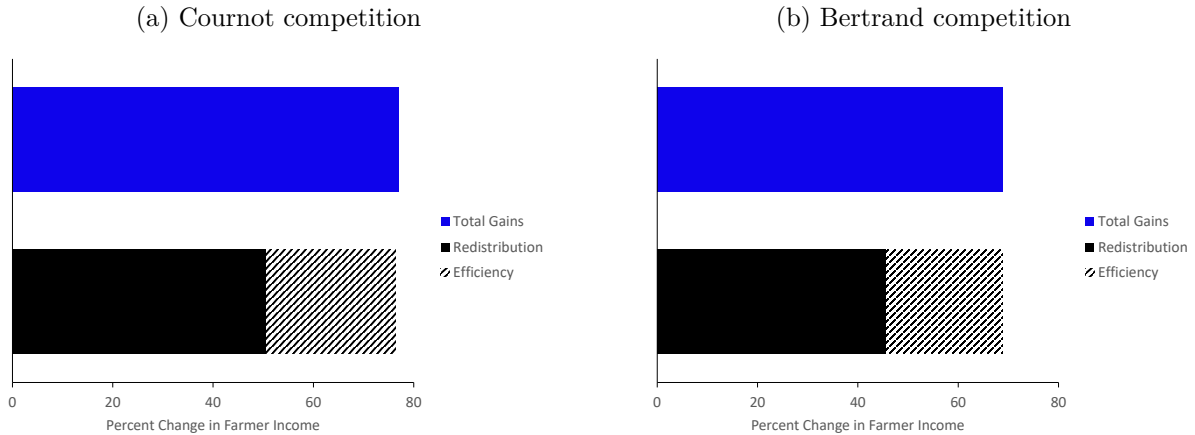 (a) Cournot competition
Total Gains
Redistribution
Efficiency
0 20 40 60 80
Percent Change in Farmer Income
(b) Bertrand competition
Total Gains
Redistribution
Efficiency
0 20 40 60 80
Percent Change in Farmer Income